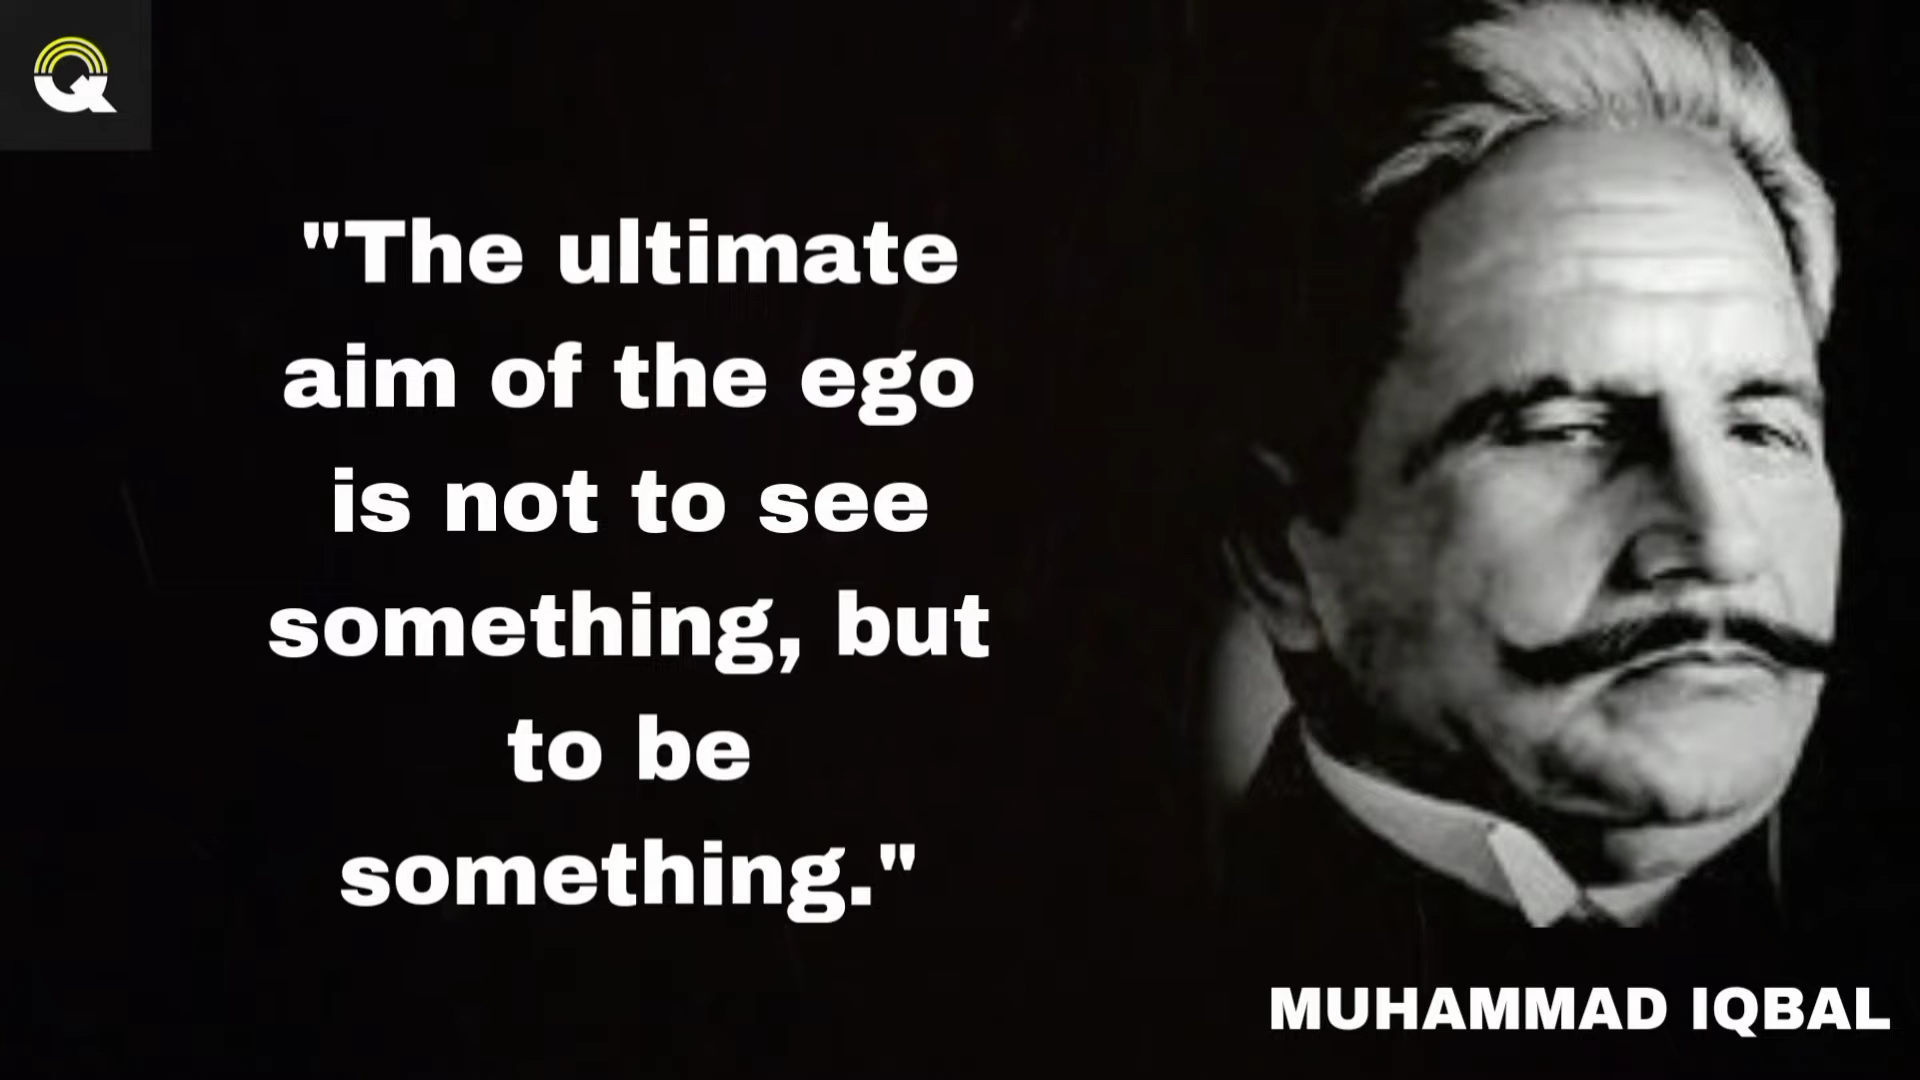 "The ultimate
aim of the ego
is not to see
something, but
to be
something."
MUHAMMAD IQBAL